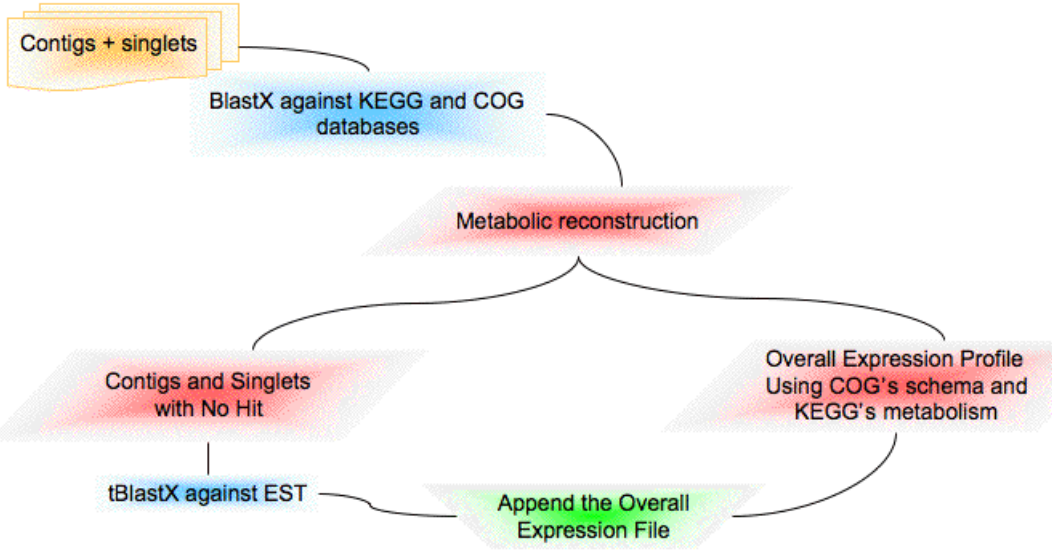 Contigs + singlets
BlastX against KEGG and COG
databases
Metabolic reconstruction
Contigs and Singlets
with No Hit
Overall Expression Profile
Using COG's schema and
KEGG's metabolism
tBlastX against EST
Append the Overall
Expression File